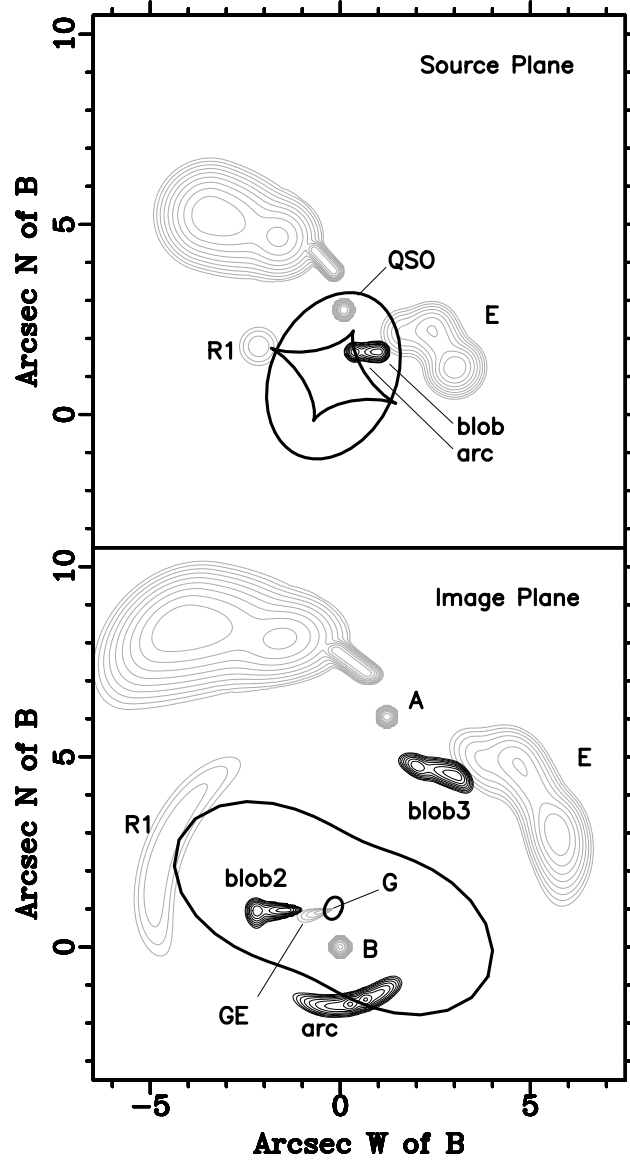 10
Source Plane
Arcsec N of B
5
QSO
E
R1
0
blob
arc
10
Image Plane
Arcsec N of B
A
5
E
blob3
R1
blob2
G
0
B
GE
arc
−5 0 5
Arcsec W of B